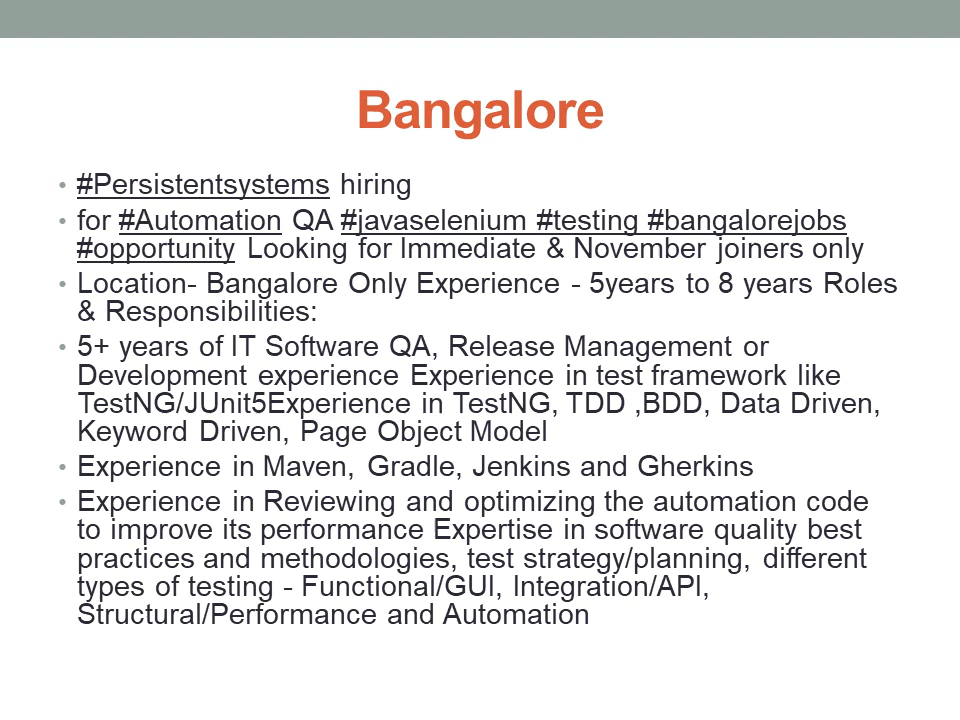 Bangalore
• #Persistentsystems hiring
• for #Automation QA #javaselenium #testing #bangalorejobs
#opportunity Looking for Immediate & November joiners only
• Location- Bangalore Only Experience - 5years to 8 years Roles
& Responsibilities:
• 5+ years of IT Software QA, Release Management or
Development experience Experience in test framework like
TestNG/JUnit5Experience in TestNG, TDD ,BDD, Data Driven,
Keyword Driven, Page Object Model
• Experience in Maven, Gradle, Jenkins and Gherkins
• Experience in Reviewing and optimizing the automation code
to improve its performance Expertise in software quality best
practices and methodologies, test strategy/planning, different
types of testing - Functional/GUI, Integration/API,
Structural/Performance and Automation